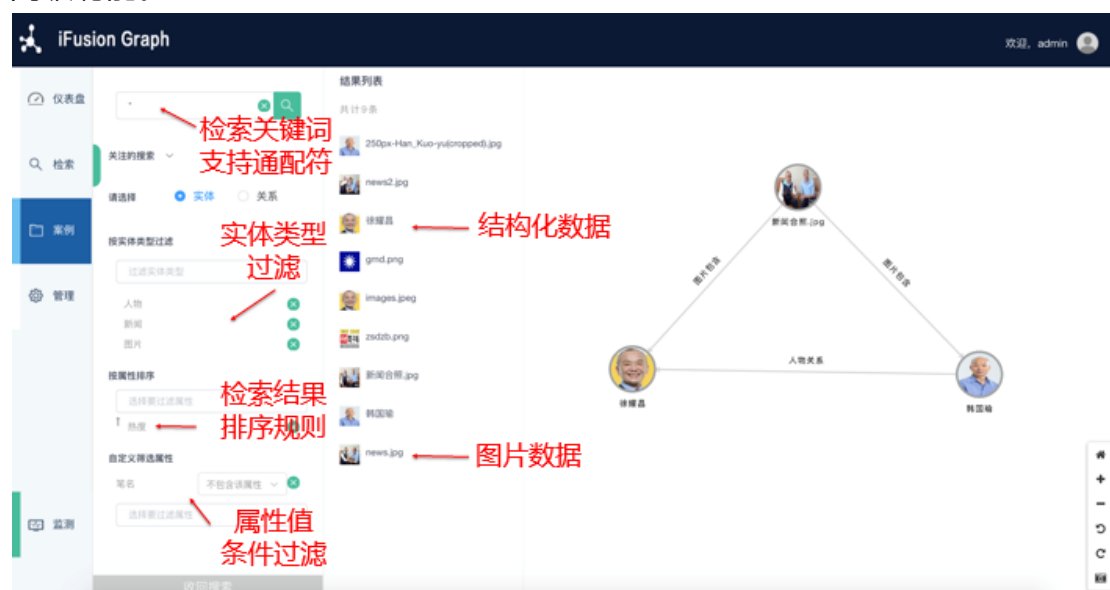 iFusion Graph
欢迎, admin
仪表盘
检索
案例
管理
监测
*
检索关键词
支持通配符
关注的搜索
请选择
实体
关系
按实体类型过滤
过滤实体类型
实体类型
过滤
人物
新闻
图片
按属性排序
选择要过滤属性
热度
检索结果
排序规则
自定义筛选属性
笔名
不包含该属性
选择要过滤属性
属性值
条件过滤
收回搜索
结果列表
共计9条
250px-Han_Kuo-yu(cropped).jpg
news2.jpg
徐耀昌
结构化数据
gmd.png
images.jpeg
zsdzb.png
新闻合照.jpg
韩国瑜
news.jpg
图片数据
新闻合照.jpg
图片包含
图片包含
人物关系
徐耀昌
韩国瑜